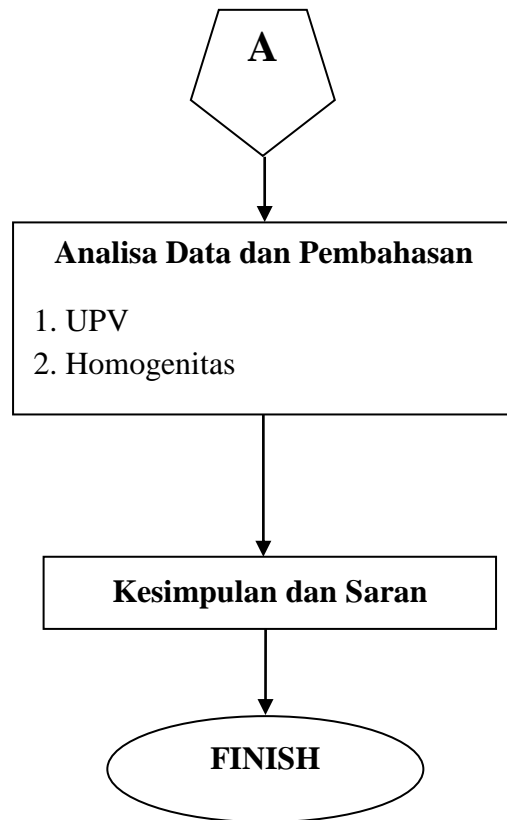 A
Analisa Data dan Pembahasan
1. UPV
2. Homogenitas
Kesimpulan dan Saran
FINISH